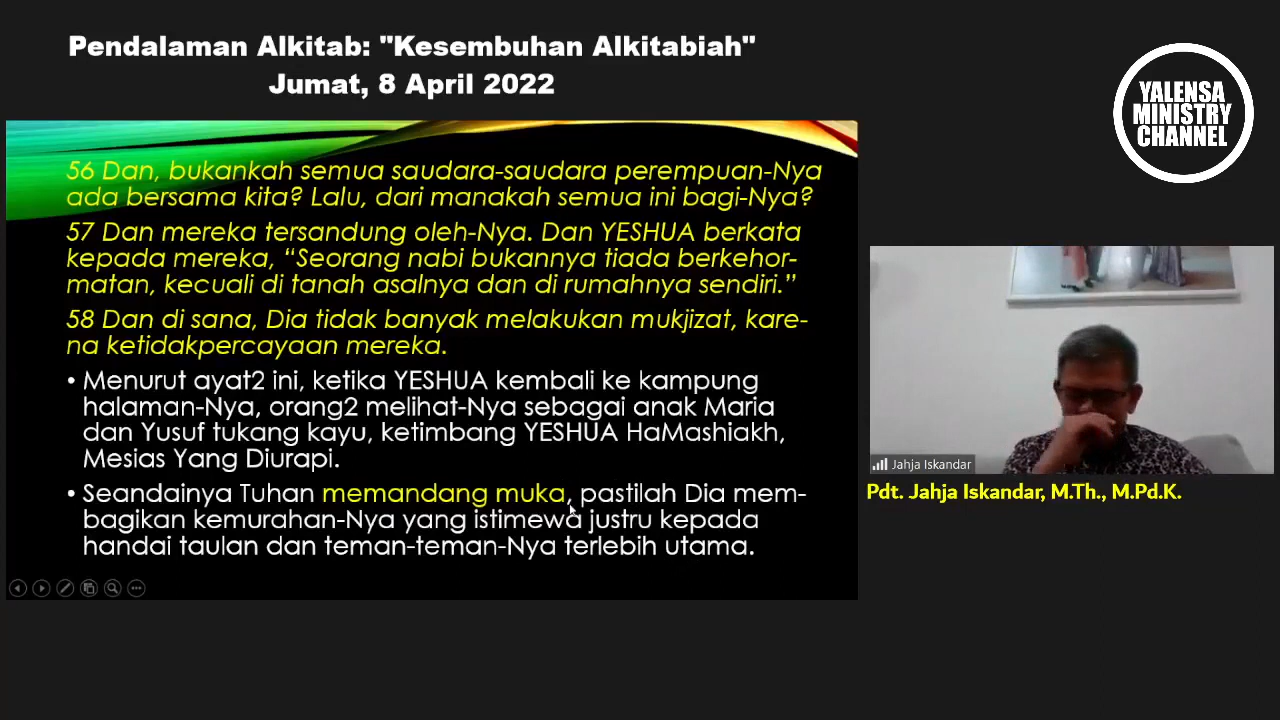 Pendalaman Alkitab: "Kesembuhan Alkitabiah"
Jumat, 8 April 2022
YALENSA
MINISTRY
CHANNEL
56 Dan, bukankah semua saudara-saudara perempuan-Nya
ada bersama kita? Lalu, dari manakah semua ini bagi-Nya?
57 Dan mereka tersandung oleh-Nya. Dan YESHUA berkata
kepada mereka, “Seorang nabi bukannya tiada berkehor-
matan, kecuali di tanah asalnya dan di rumahnya sendiri.”
58 Dan di sana, Dia tidak banyak melakukan mukjizat, kare-
na ketidakpercayaan mereka.
• Menurut ayat2 ini, ketika YESHUA kembali ke kampung
halaman-Nya, orang2 melihat-Nya sebagai anak Maria
dan Yusuf tukang kayu, ketimbang YESHUA HaMashiakh,
Mesias Yang Diurapi.
• Seandainya Tuhan memandang muka, pastilah Dia mem-
bagikan kemurahan-Nya yang istimewa justru kepada
handai taulan dan teman-teman-Nya terlebih utama.
Jahja Iskandar
Pdt. Jahja Iskandar, M.Th., M.Pd.K.